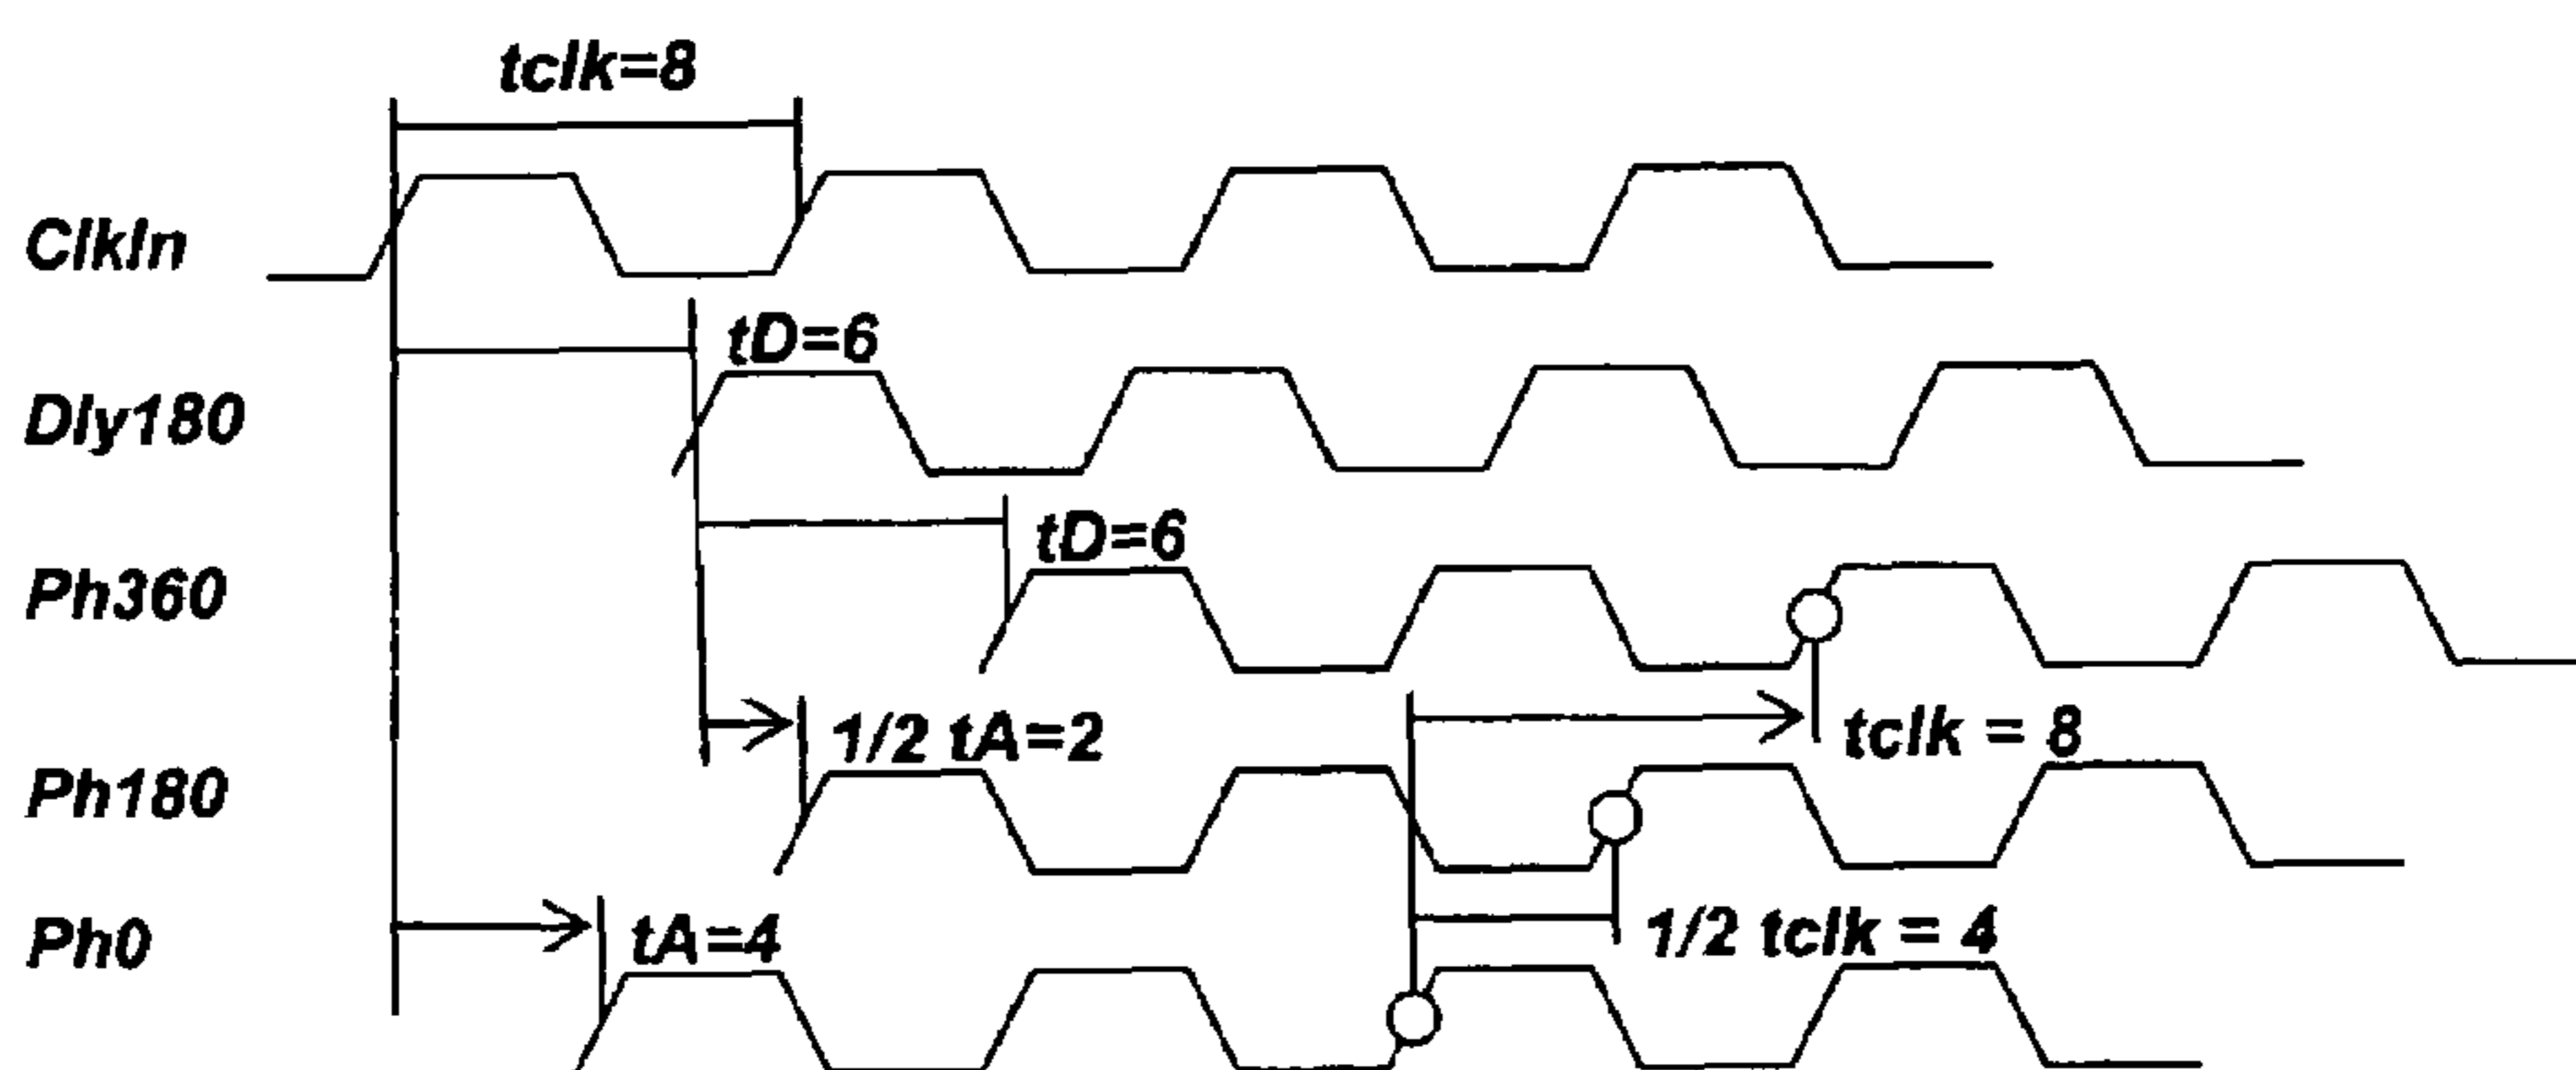 tclk=8
ClkIn
tD=6
Dly180
tD=6
Ph360
1/2 tA=2
tclk = 8
Ph180
tA=4
1/2 tclk = 4
Ph0